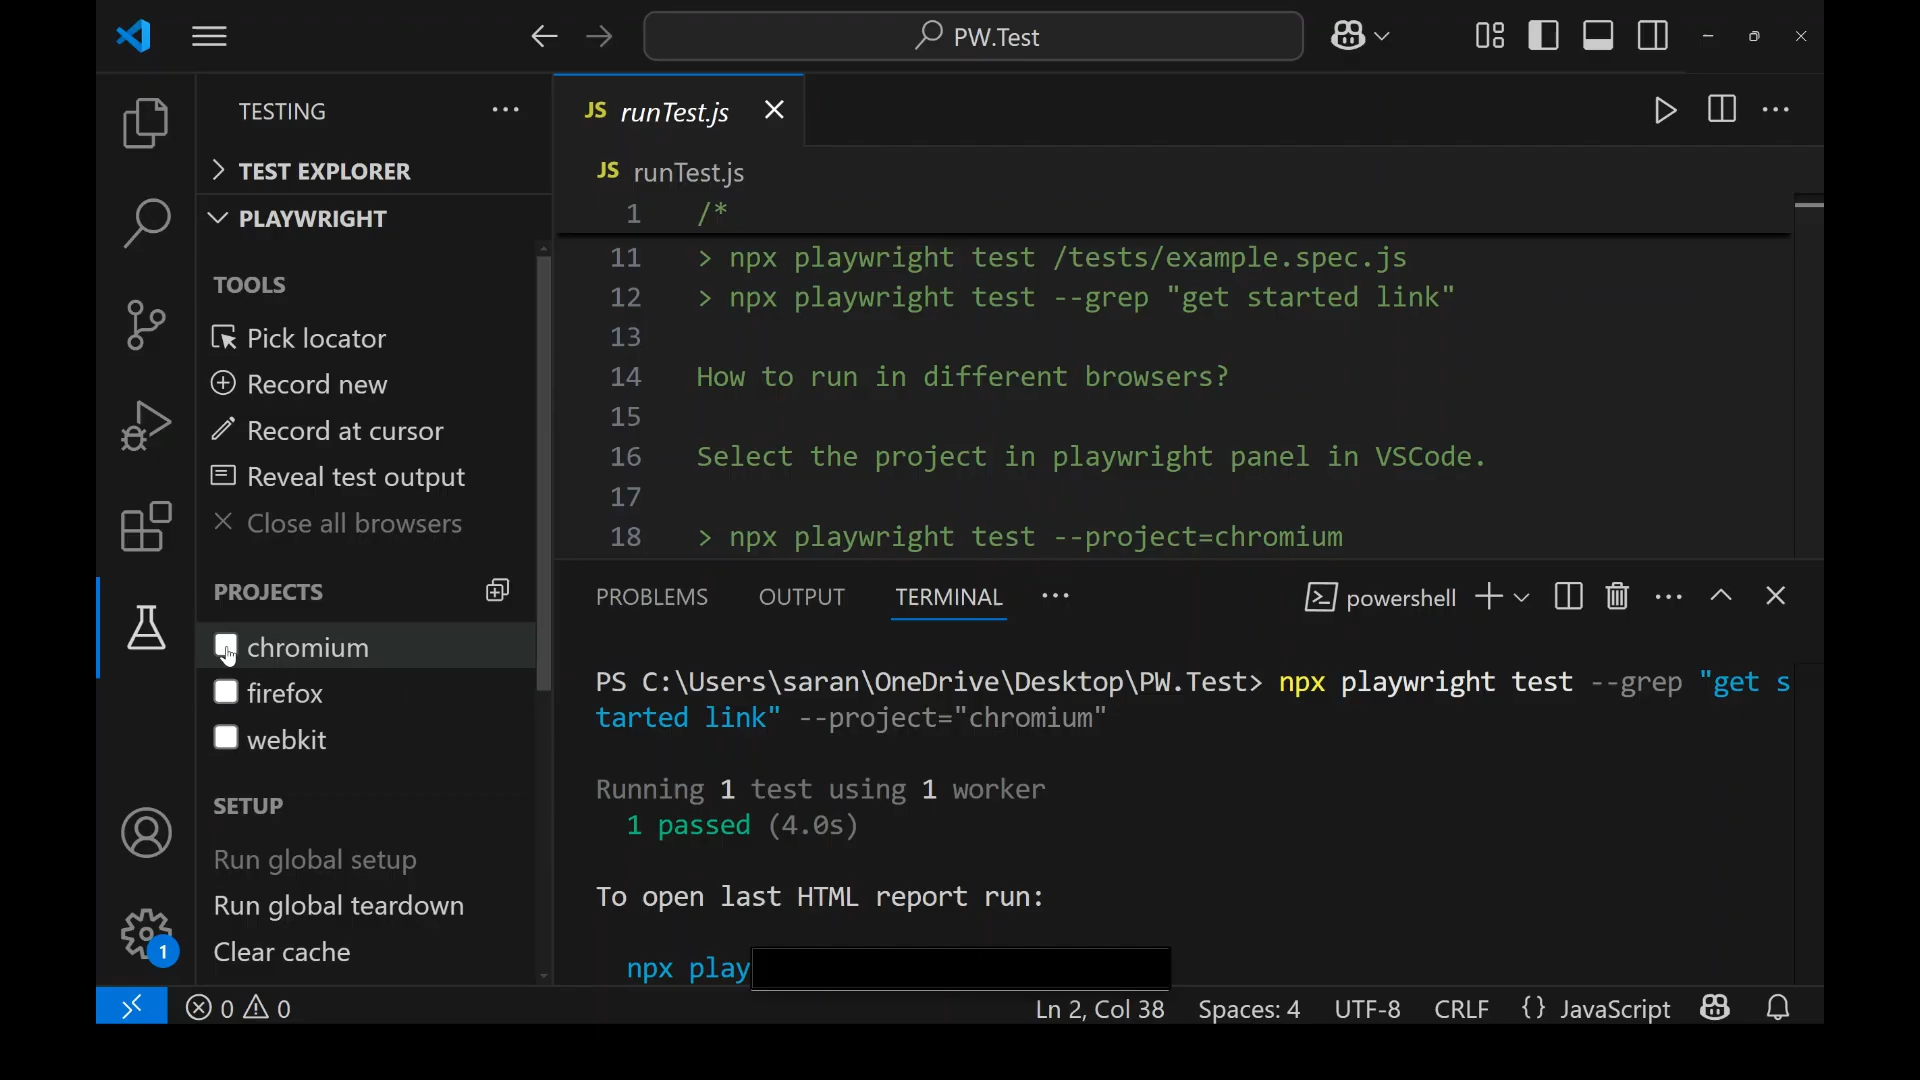 PW.Test
TESTING
TEST EXPLORER
PLAYWRIGHT
TOOLS
Pick locator
Record new
Record at cursor
Reveal test output
Close all browsers
PROJECTS
chromium
firefox
webkit
SETUP
Run global setup
Run global teardown
Clear cache
1
JS runTest.js
JS runTest.js
1 /*
11 > npx playwright test /tests/example.spec.js
12 > npx playwright test --grep "get started link"
13
14 How to run in different browsers?
15
16 Select the project in playwright panel in VSCode.
17
18 > npx playwright test --project=chromium
PROBLEMS OUTPUT TERMINAL powershell
PS C:\Users\saran\OneDrive\Desktop\PW.Test> npx playwright test --grep "get s
tarted link" --project="chromium"
Running 1 test using 1 worker
1 passed (4.0s)
To open last HTML report run:
npx play
0 0 Ln 2, Col 38 Spaces: 4 UTF-8 CRLF {} JavaScript